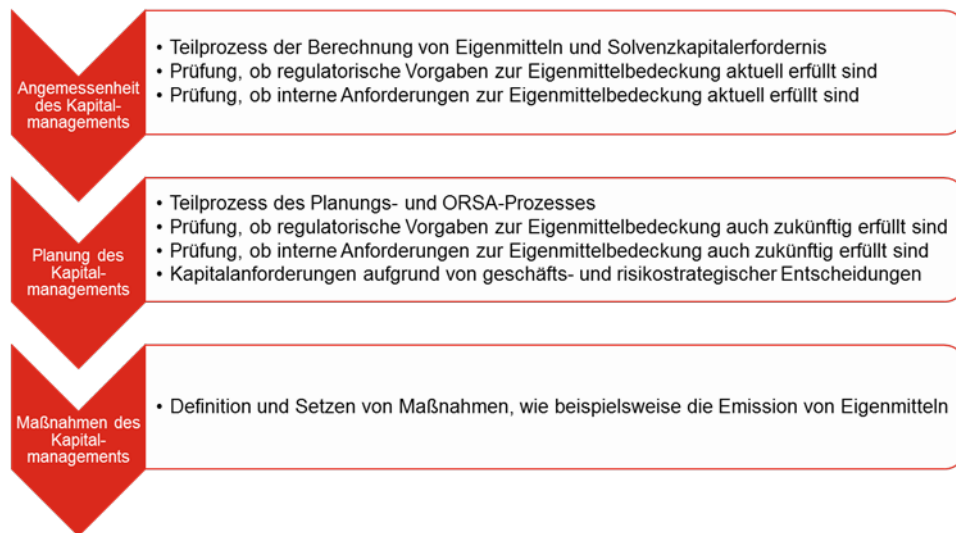 Angemessenheit
des Kapital-
managements
• Teilprozess der Berechnung von Eigenmitteln und Solvenzkapitalerfordernis
• Prüfung, ob regulatorische Vorgaben zur Eigenmittelbedeckung aktuell erfüllt sind
• Prüfung, ob interne Anforderungen zur Eigenmittelbedeckung aktuell erfüllt sind
Planung des
Kapital-
managements
• Teilprozess des Planungs- und ORSA-Prozesses
• Prüfung, ob regulatorische Vorgaben zur Eigenmittelbedeckung auch zukünftig erfüllt sind
• Prüfung, ob interne Anforderungen zur Eigenmittelbedeckung auch zukünftig erfüllt sind
• Kapitalanforderungen aufgrund von geschäfts- und risikostrategischer Entscheidungen
Maßnahmen des
Kapital-
managements
• Definition und Setzen von Maßnahmen, wie beispielsweise die Emission von Eigenmitteln